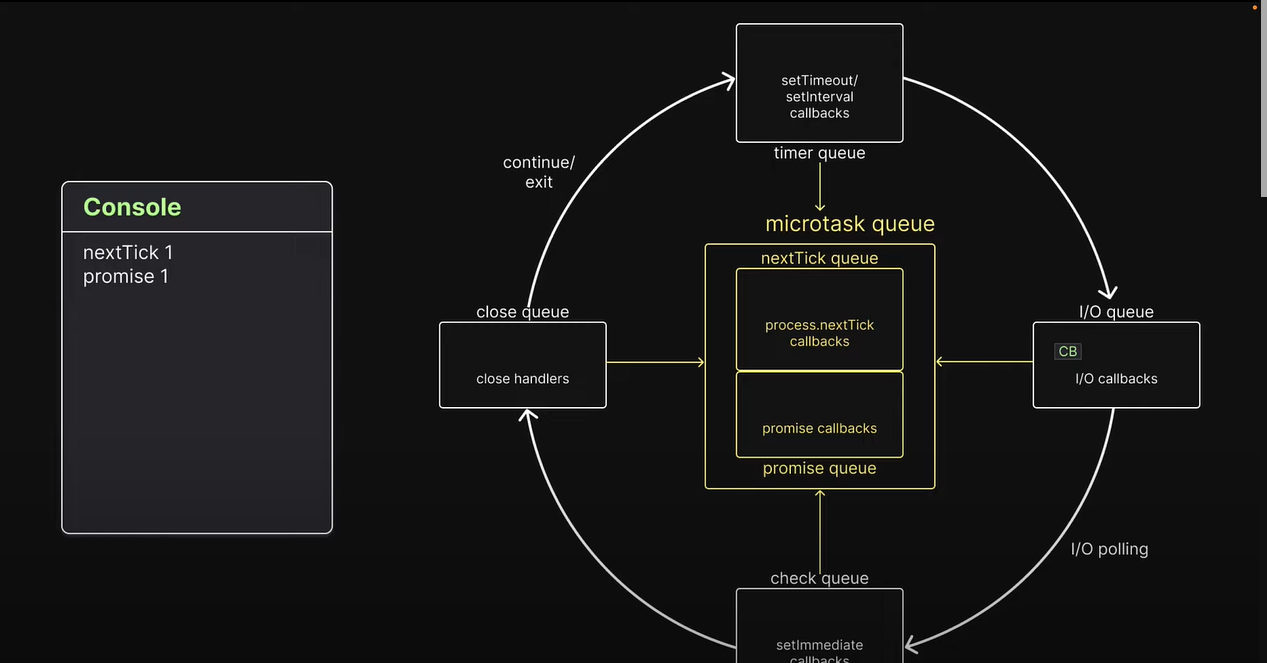 Console
nextTick 1
promise 1
setTimeout/
setInterval
callbacks
timer queue
continue/
exit
microtask queue
nextTick queue
process.nextTick
callbacks
promise callbacks
promise queue
close queue
close handlers
I/O queue
CB
I/O callbacks
I/O polling
check queue
setImmediate
callbacks